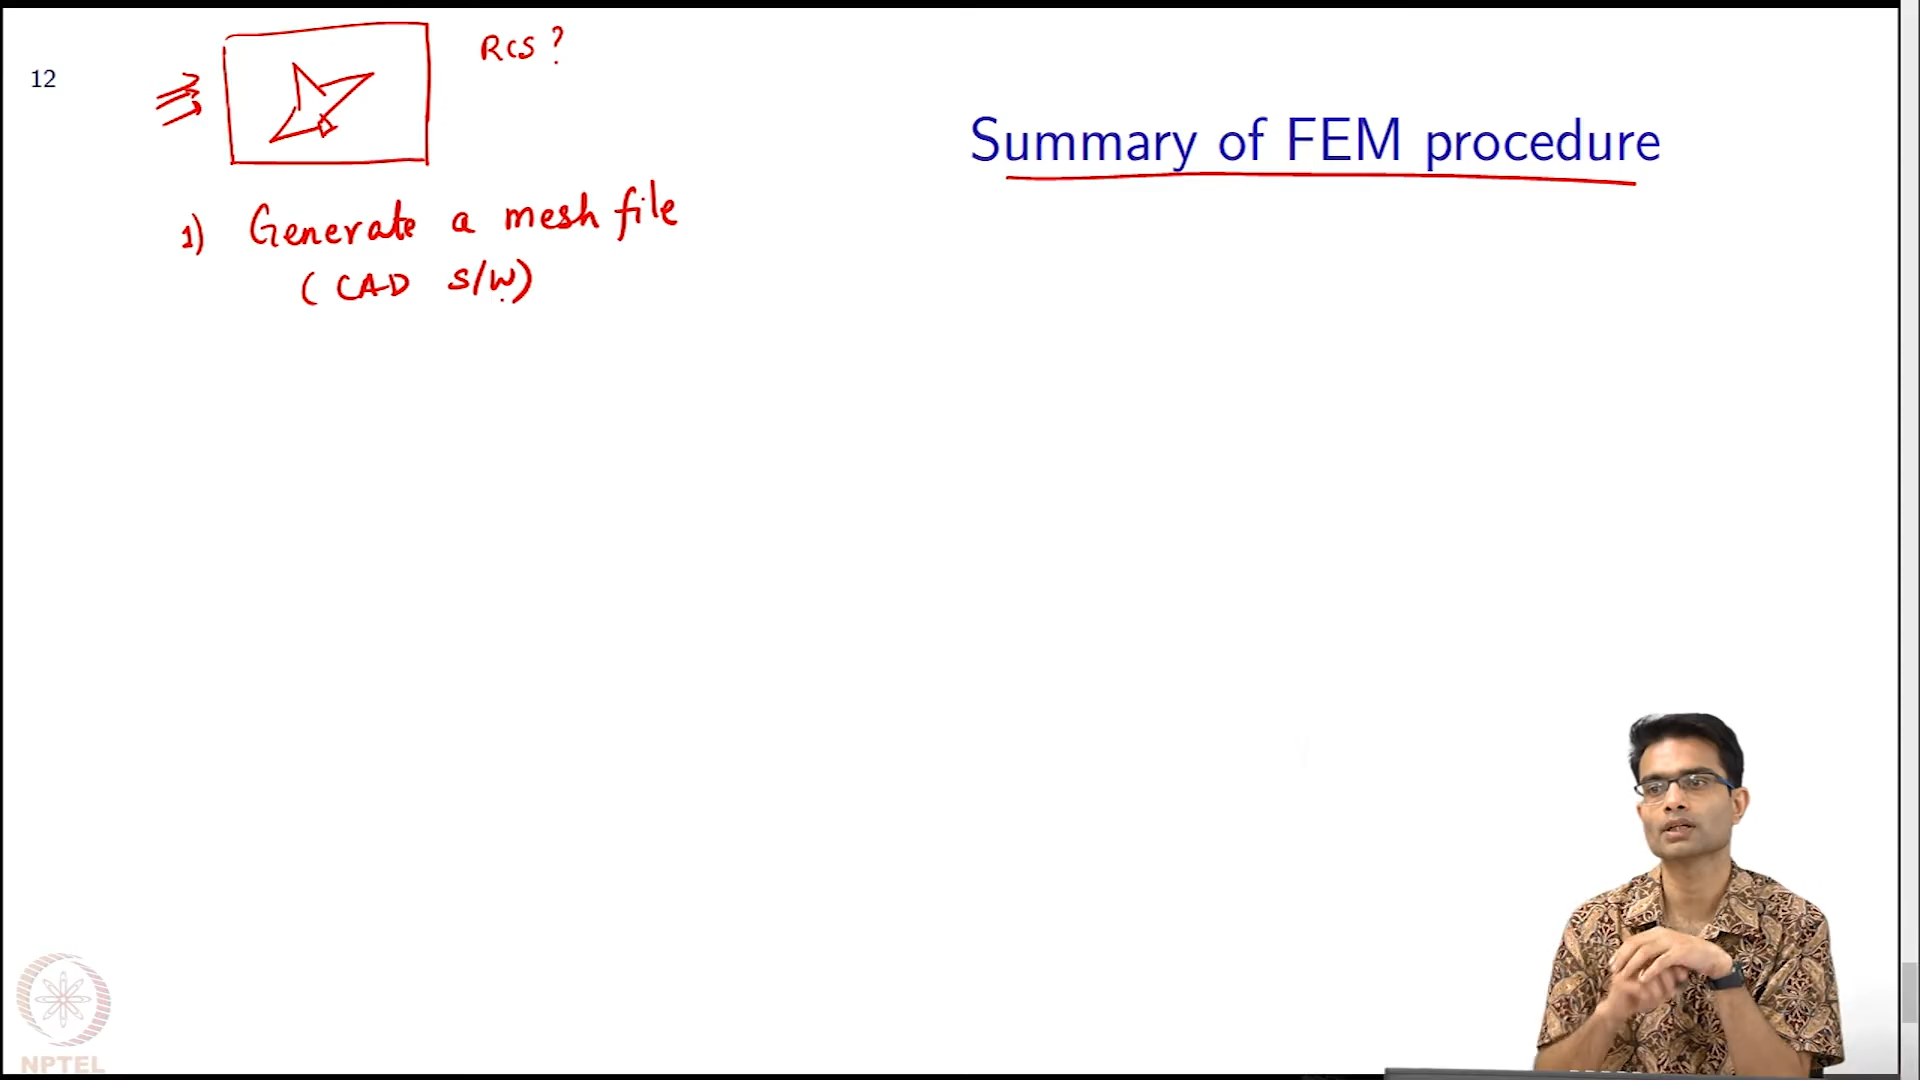 12
RCS ?
Summary of FEM procedure
1) Generate a mesh file
( CAD S/W)
NPTEL